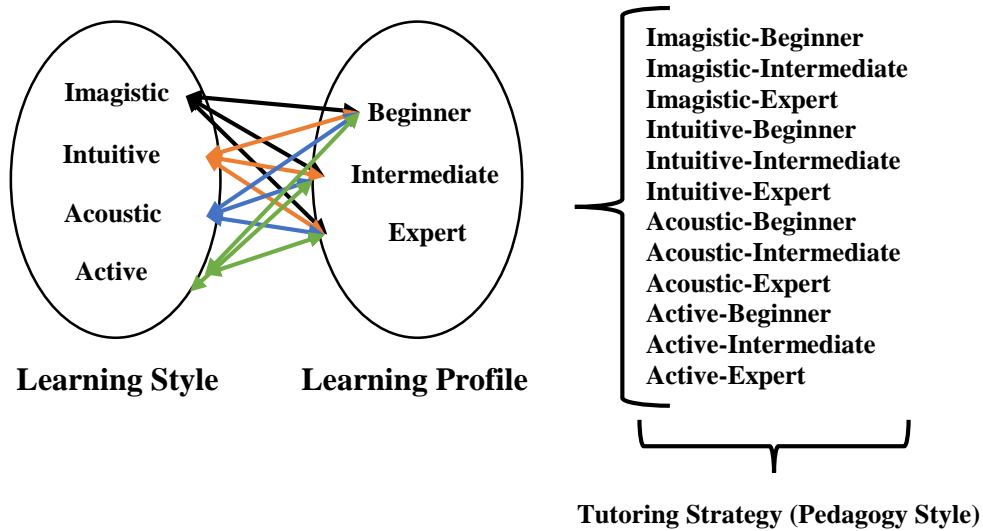 Imagistic
Intuitive
Acoustic
Active
Learning Style
Beginner
Intermediate
Expert
Learning Profile
Imagistic-Beginner
Imagistic-Intermediate
Imagistic-Expert
Intuitive-Beginner
Intuitive-Intermediate
Intuitive-Expert
Acoustic-Beginner
Acoustic-Intermediate
Acoustic-Expert
Active-Beginner
Active-Intermediate
Active-Expert
Tutoring Strategy (Pedagogy Style)